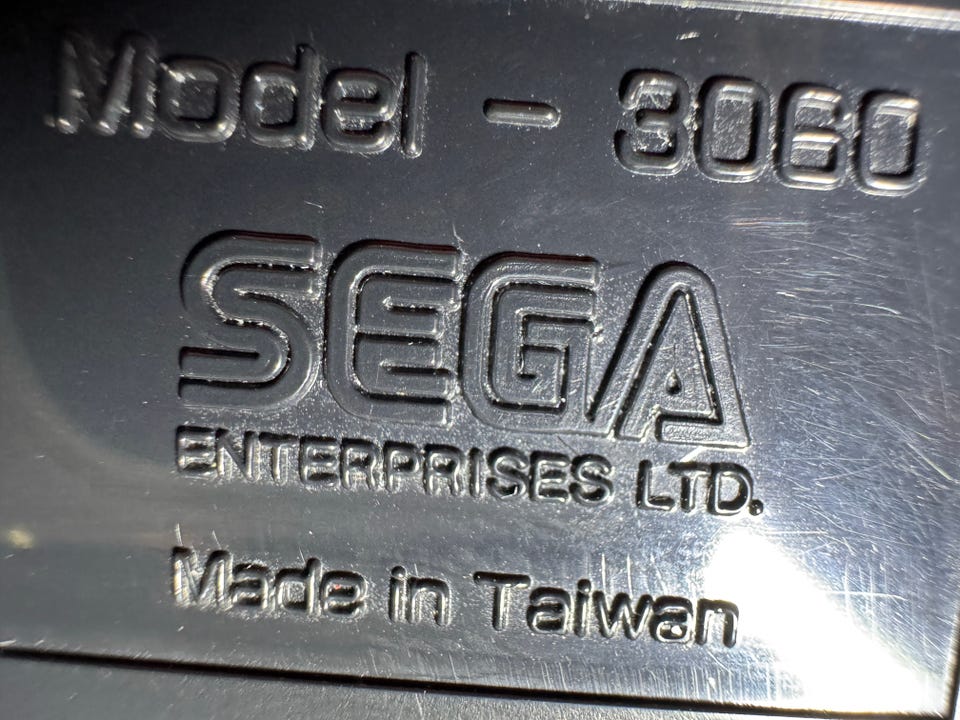 Model - 3060
SEGA
ENTERPRISES LTD.
Made in Taiwan